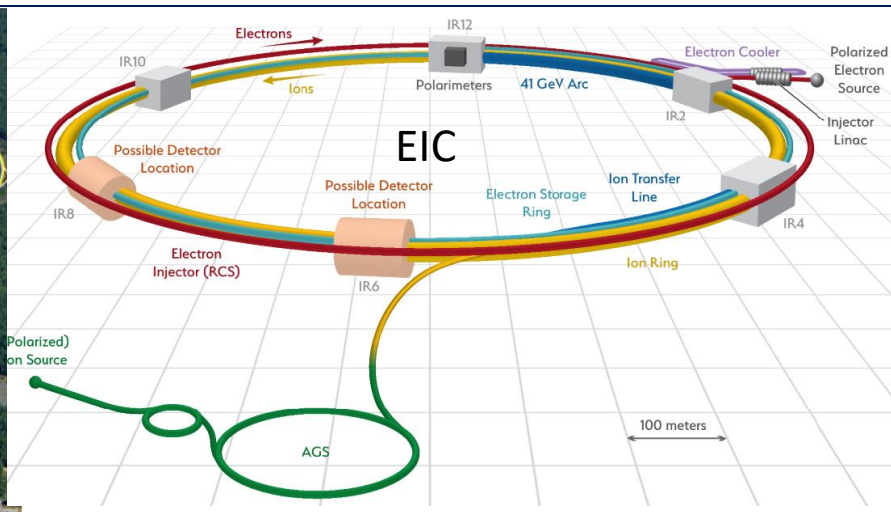 Electrons
IR12
IR10
Ions
Polarimeters
41 GeV Arc
Electron Cooler
Polarized
Electron
Source
IR2
Injector
Linac
EIC
Possible Detector
Location
Possible Detector
Location
Electron Storage
Ring
Ion Transfer
Line
IR8
IR4
Electron
Injector (RCS)
IR6
Ion Ring
Polarized)
on Source
100 meters
AGS